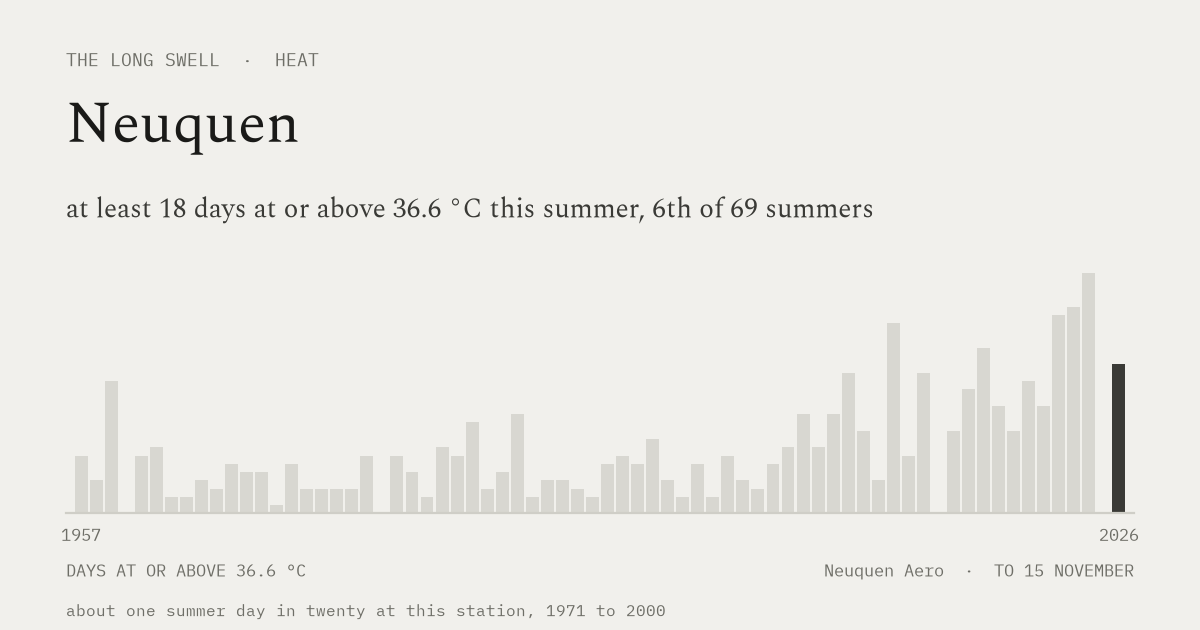 THE LONG SWELL · HEAT
Neuquen
at least 18 days at or above 36.6 °C this summer, 6th of 69 summers
1957 2026
DAYS AT OR ABOVE 36.6 °C Neuquen Aero · TO 15 NOVEMBER
about one summer day in twenty at this station, 1971 to 2000